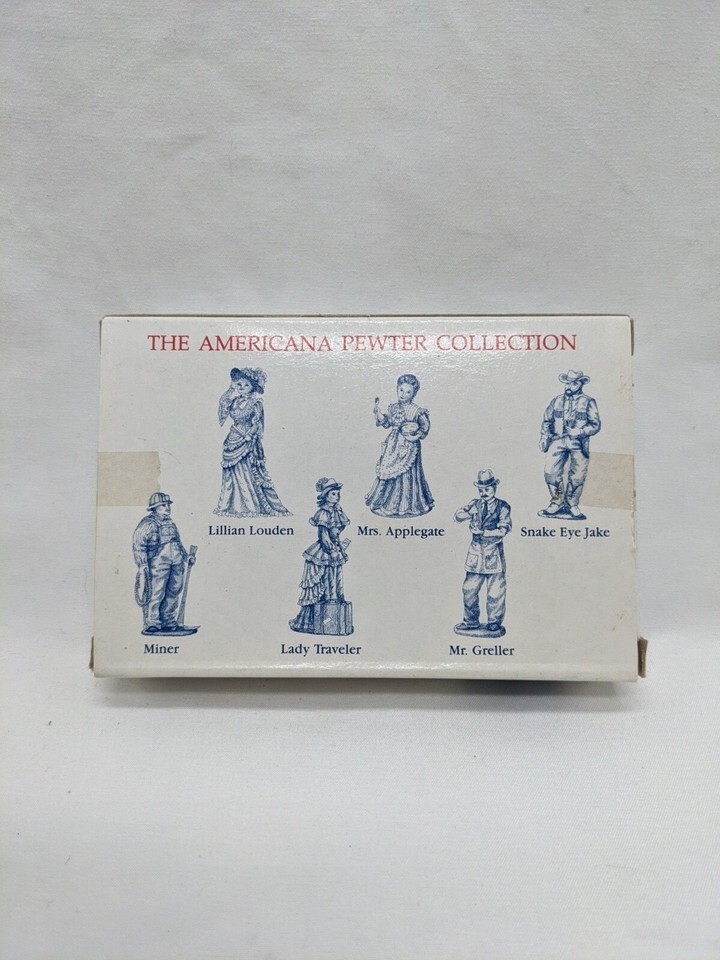 THE AMERICANA PEWTER COLLECTION
Lillian Louden
Mrs. Applegate
Snake Eye Jake
Miner
Lady Traveler
Mr. Greller